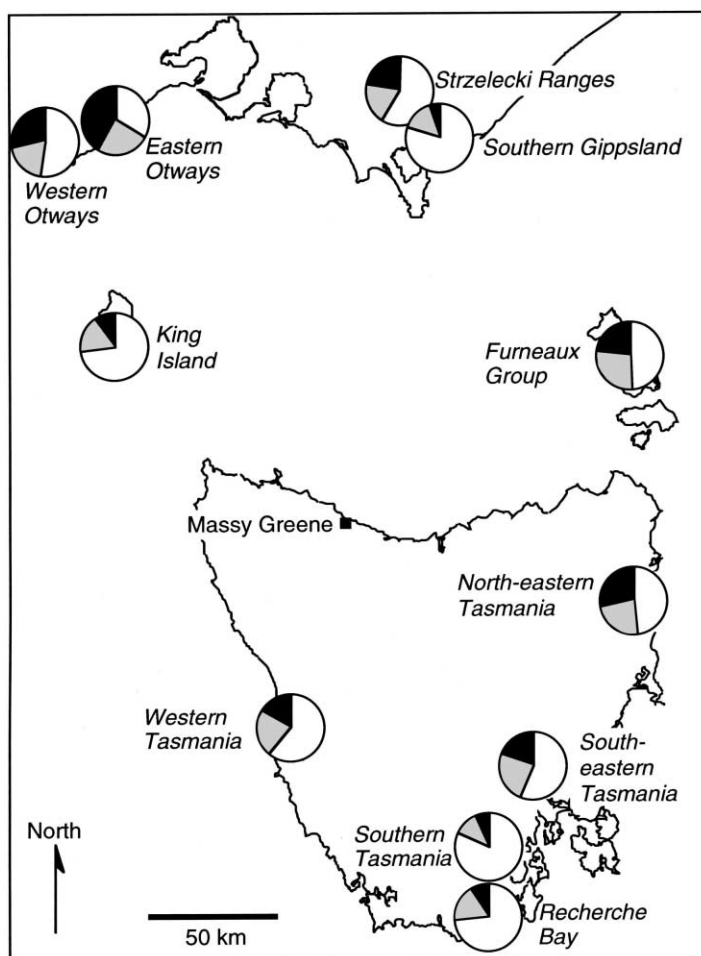 Strzelecki Ranges
Southern Gippsland
Eastern
Otways
Western
Otways
King
Island
Furneaux
Group
Massy Greene
North-eastern
Tasmania
Western
Tasmania
South-
eastern
Tasmania
Southern
Tasmania
Recherche
Bay
North
50 km